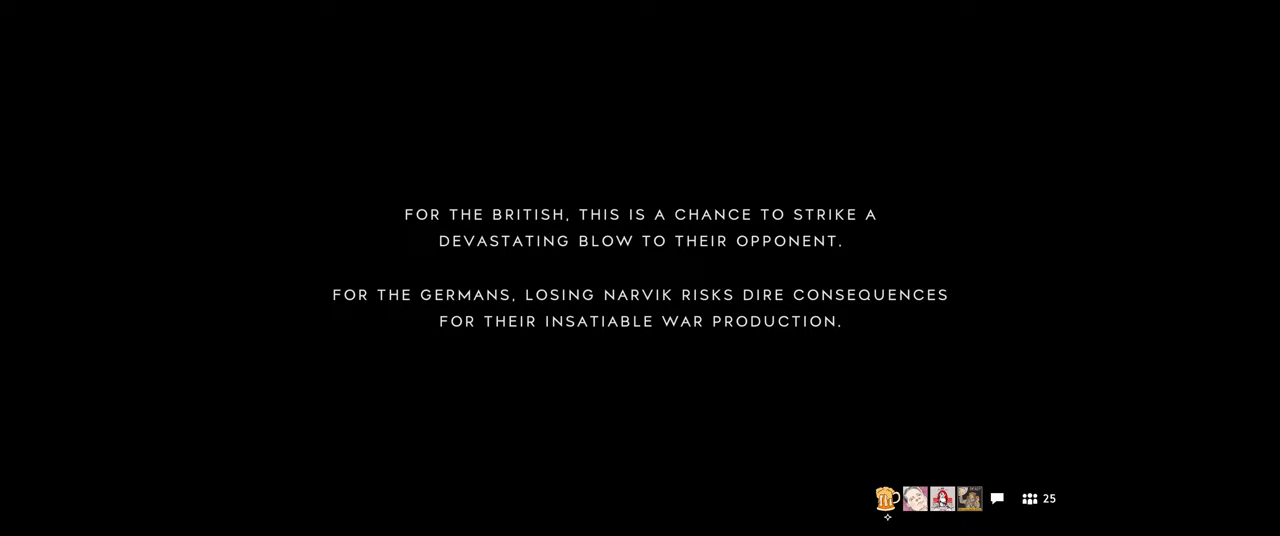 FOR THE BRITISH, THIS IS A CHANCE TO STRIKE A
DEVASTATING BLOW TO THEIR OPPONENT.
FOR THE GERMANS, LOSING NARVIK RISKS DIRE CONSEQUENCES
FOR THEIR INSATIABLE WAR PRODUCTION.
25